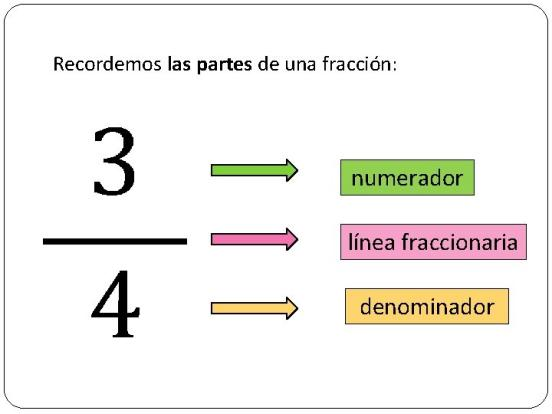 Recordemos las partes de una fracción:
3
numerador
línea fraccionaria
4
denominador